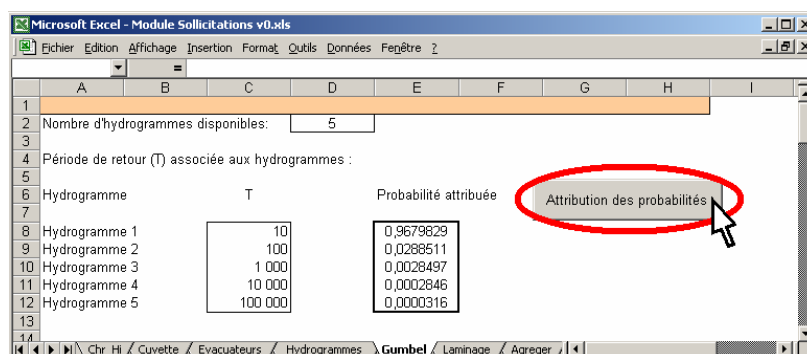 Microsoft Excel - Module Sollicitations v0.xls
Fichier Edition Affichage Insertion Format Outils Données Fenêtre ?
=
A B C D E F G H I
1
2 Nombre d'hydrogrammes disponibles: 5
3
4 Période de retour (T) associée aux hydrogrammes :
5
6 Hydrogramme T Probabilité attribuée Attribution des probabilités
7
8 Hydrogramme 1 10 0,9679829
9 Hydrogramme 2 100 0,0288511
10 Hydrogramme 3 1 000 0,0028497
11 Hydrogramme 4 10 000 0,0002846
12 Hydrogramme 5 100 000 0,0000316
13
14
Chr Hi / Cuvette / Evacuateurs / Hydrogrammes \ Gumbel / Laminage / Agreger /